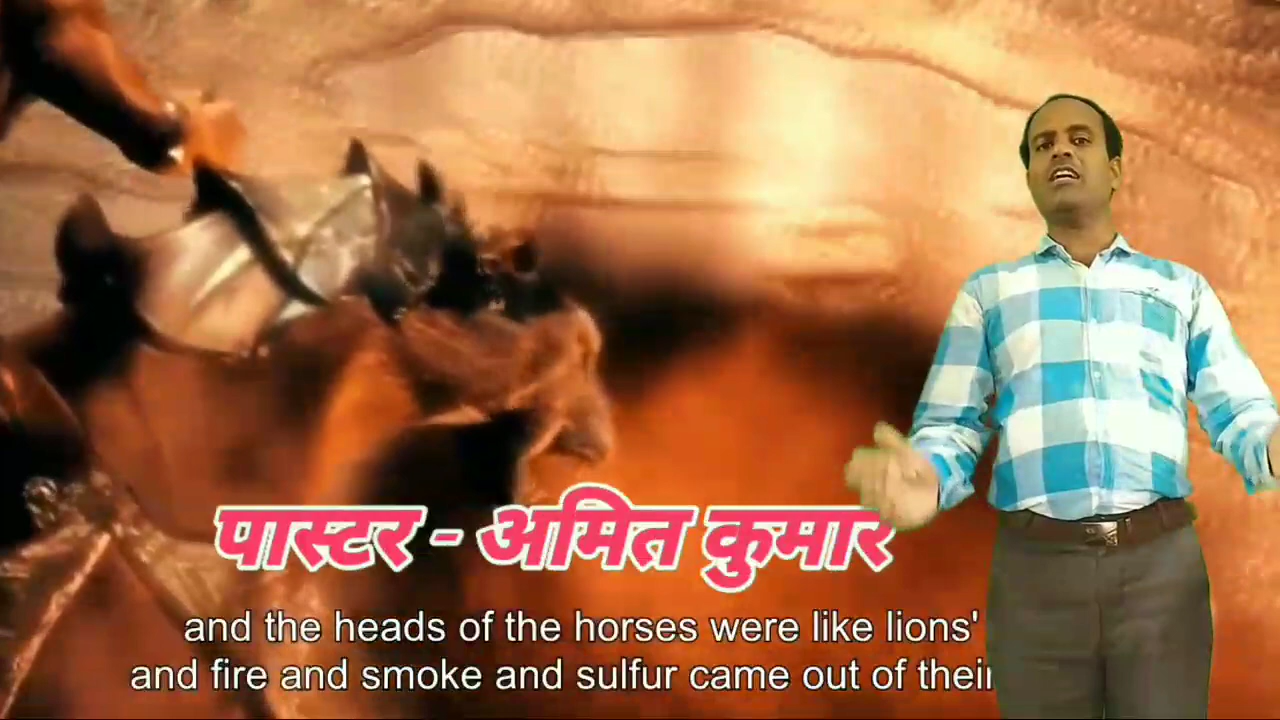 पास्टर - अमित कुमार
and the heads of the horses were like lions'
and fire and smoke and sulfur came out of their